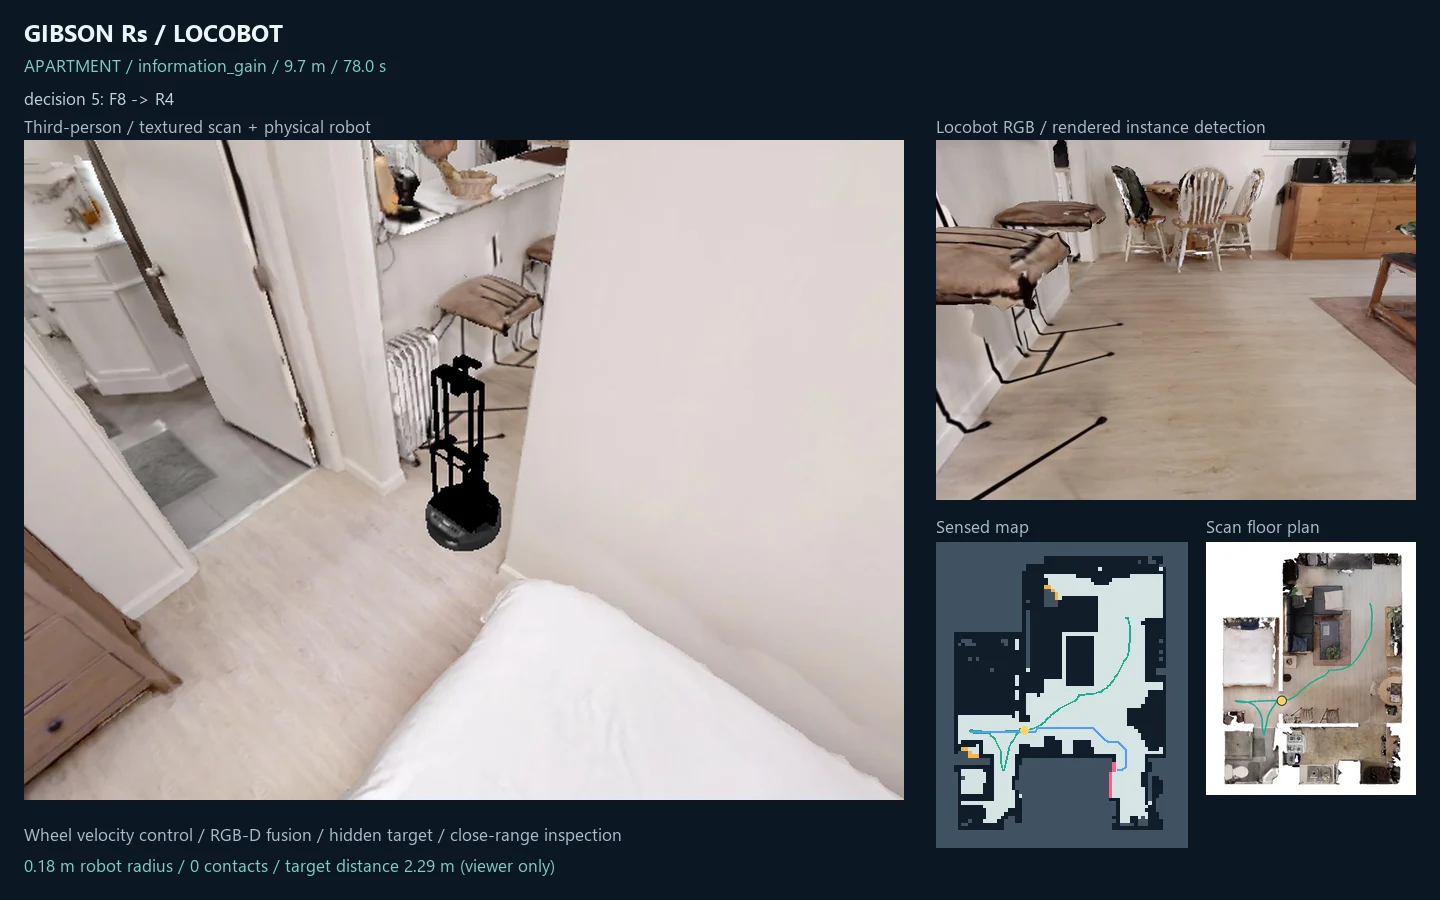 GIBSON Rs / LOCOBOT
APARTMENT / information_gain / 9.7 m / 78.0 s
decision 5: F8 -> R4
Third-person / textured scan + physical robot
Locobot RGB / rendered instance detection
Sensed map
Scan floor plan
Wheel velocity control / RGB-D fusion / hidden target / close-range inspection
0.18 m robot radius / 0 contacts / target distance 2.29 m (viewer only)